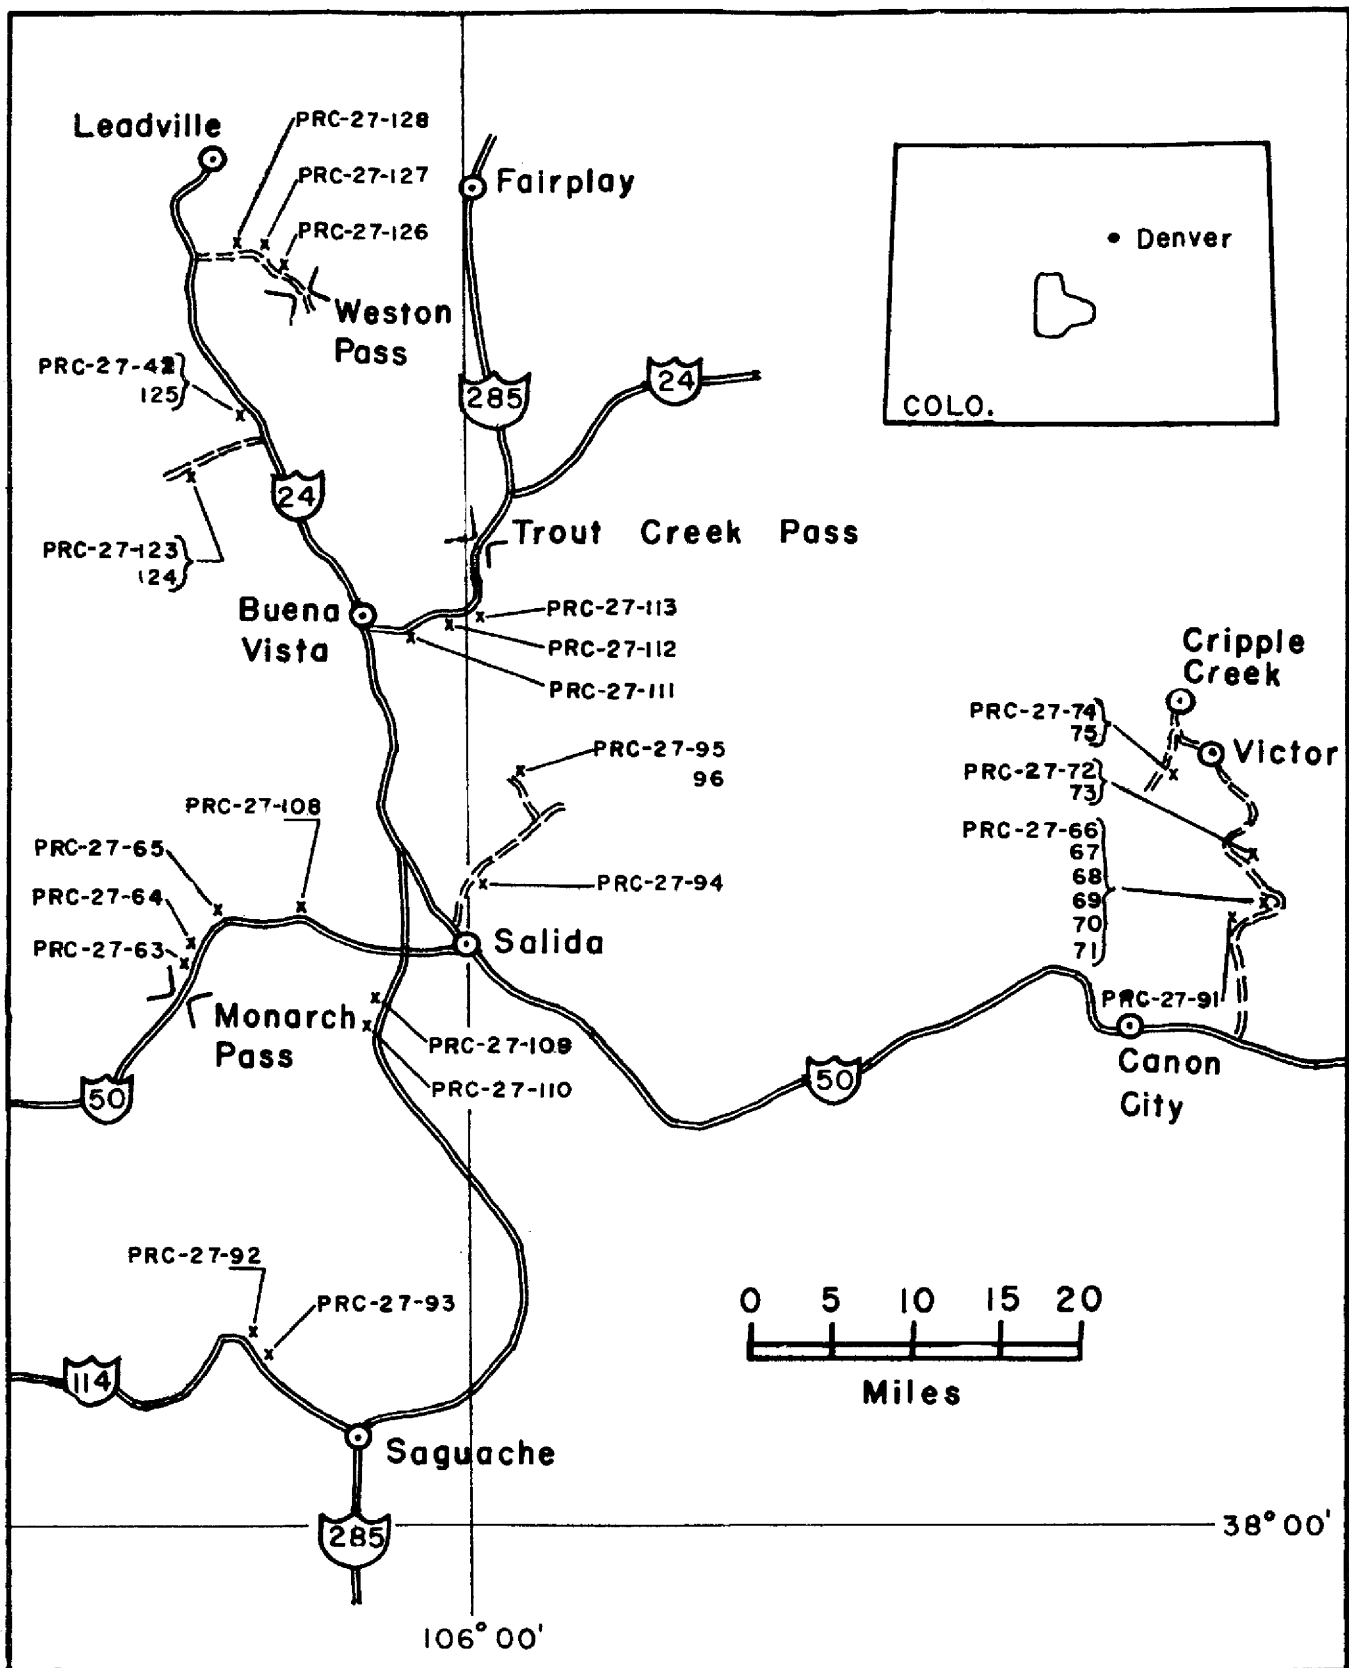 Leadville
PRC-27-128
PRC-27-127
PRC-27-126
Fairplay
Denver
COLO.
Weston
Pass
PRC-27-42
125
285
24
24
Trout Creek Pass
PRC-27-123
124
Buena
Vista
PRC-27-113
PRC-27-112
PRC-27-111
Cripple
Creek
PRC-27-74
75
Victor
PRC-27-72
73
PRC-27-95
96
PRC-27-108
PRC-27-66
67
68
69
70
71
PRC-27-65
PRC-27-64
PRC-27-63
PRC-27-94
Salida
PRC-27-91
Monarch
Pass
PRC-27-109
PRC-27-110
50
50
Canon
City
PRC-27-92
PRC-27-93
0 5 10 15 20
Miles
114
Saguache
285
38°00'
106°00'